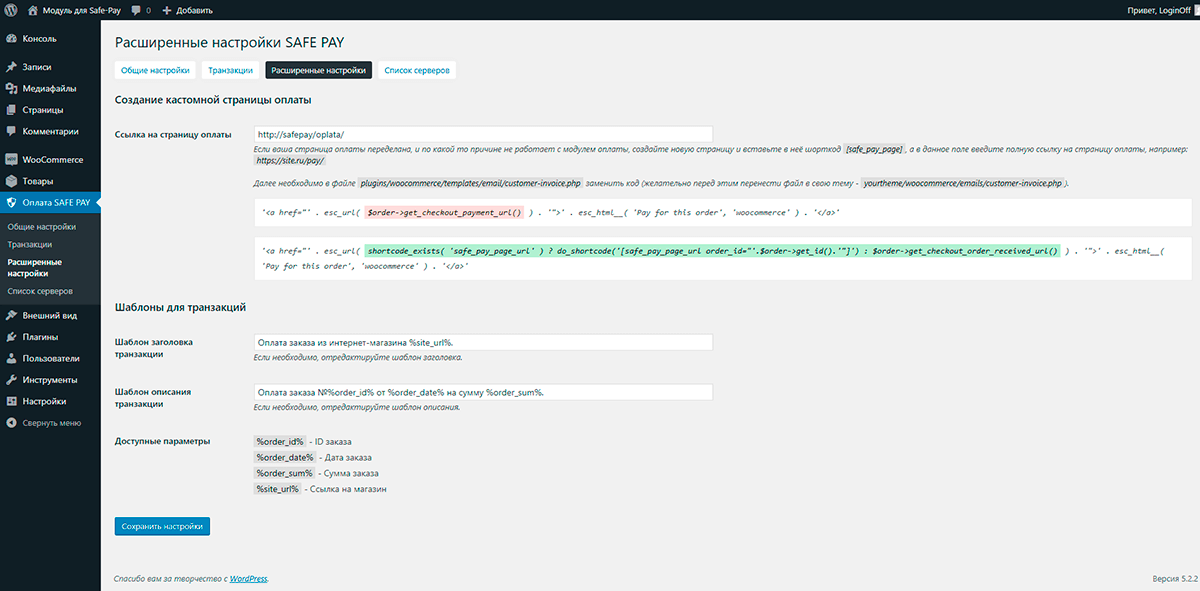 Модуль для Safe-Pay 0 Добавить Привет, LoginOff
Консоль
Записи
Медиафайлы
Страницы
Комментарии
WooCommerce
Товары
Оплата SAFE PAY
Общие настройки
Транзакции
Расширенные
настройки
Список серверов
Внешний вид
Плагины
Пользователи
Инструменты
Настройки
Свернуть меню
Расширенные настройки SAFE PAY
Общие настройки Транзакции Расширенные настройки Список серверов
Создание кастомной страницы оплаты
Ссылка на страницу оплаты http://safepay/oplata/
Если ваша страница оплаты переделана, и по какой то причине не работает с модулем оплаты, создайте новую страницу и вставьте в неё шорткод [safe_pay_page] , а в данное поле введите полную ссылку на страницу оплаты, например:
https://site.ru/pay/
Далее необходимо в файле plugins/woocommerce/templates/email/customer-invoice.php заменить код (желательно перед этим перенести файл в свою тему - yourtheme/woocommerce/emails/customer-invoice.php ).
'<a href="' . esc_url( $order->get_checkout_payment_url() ) . '">' . esc_html__( 'Pay for this order', 'woocommerce' ) . '</a>'
'<a href="' . esc_url( shortcode_exists( 'safe_pay_page_url' ) ? do_shortcode('[safe_pay_page_url order_id="'.$order->get_id().'"]') : $order->get_checkout_order_received_url() ) . '">' . esc_html__(
'Pay for this order', 'woocommerce' ) . '</a>'
Шаблоны для транзакций
Шаблон заголовка
транзакции
Оплата заказа из интернет-магазина %site_url%.
Если необходимо, отредактируйте шаблон заголовка.
Шаблон описания
транзакции
Оплата заказа №%order_id% от %order_date% на сумму %order_sum%.
Если необходимо, отредактируйте шаблон описания.
Доступные параметры %order_id% - ID заказа
%order_date% - Дата заказа
%order_sum% - Сумма заказа
%site_url% - Ссылка на магазин
Сохранить настройки
Спасибо вам за творчество с WordPress. Версия 5.2.2